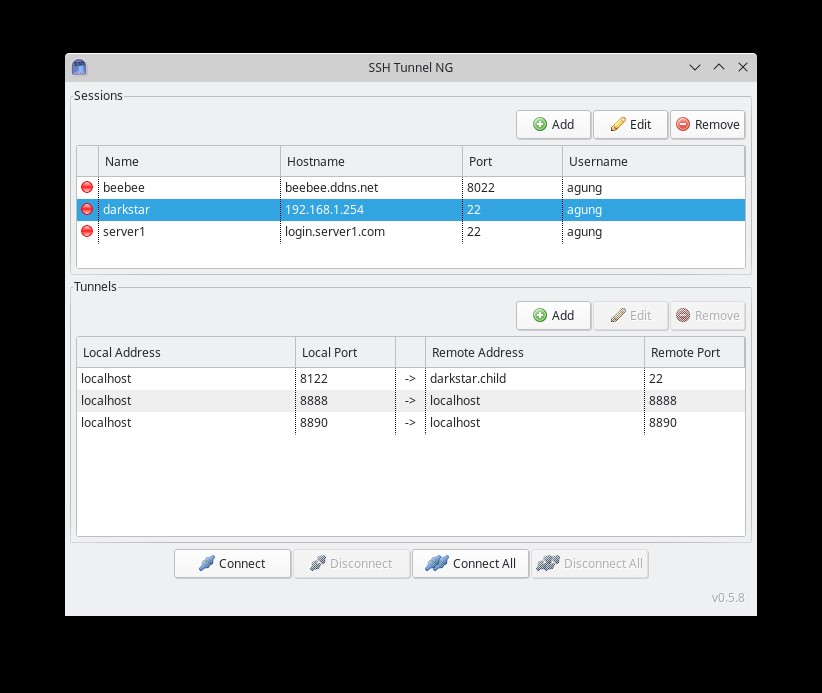 SSH Tunnel NG
Sessions
Add Edit Remove
Name Hostname Port Username
beebee beebee.ddns.net 8022 agung
darkstar 192.168.1.254 22 agung
server1 login.server1.com 22 agung
Tunnels
Add Edit Remove
Local Address Local Port Remote Address Remote Port
localhost 8122 -> darkstar.child 22
localhost 8888 -> localhost 8888
localhost 8890 -> localhost 8890
Connect Disconnect Connect All Disconnect All
v0.5.8